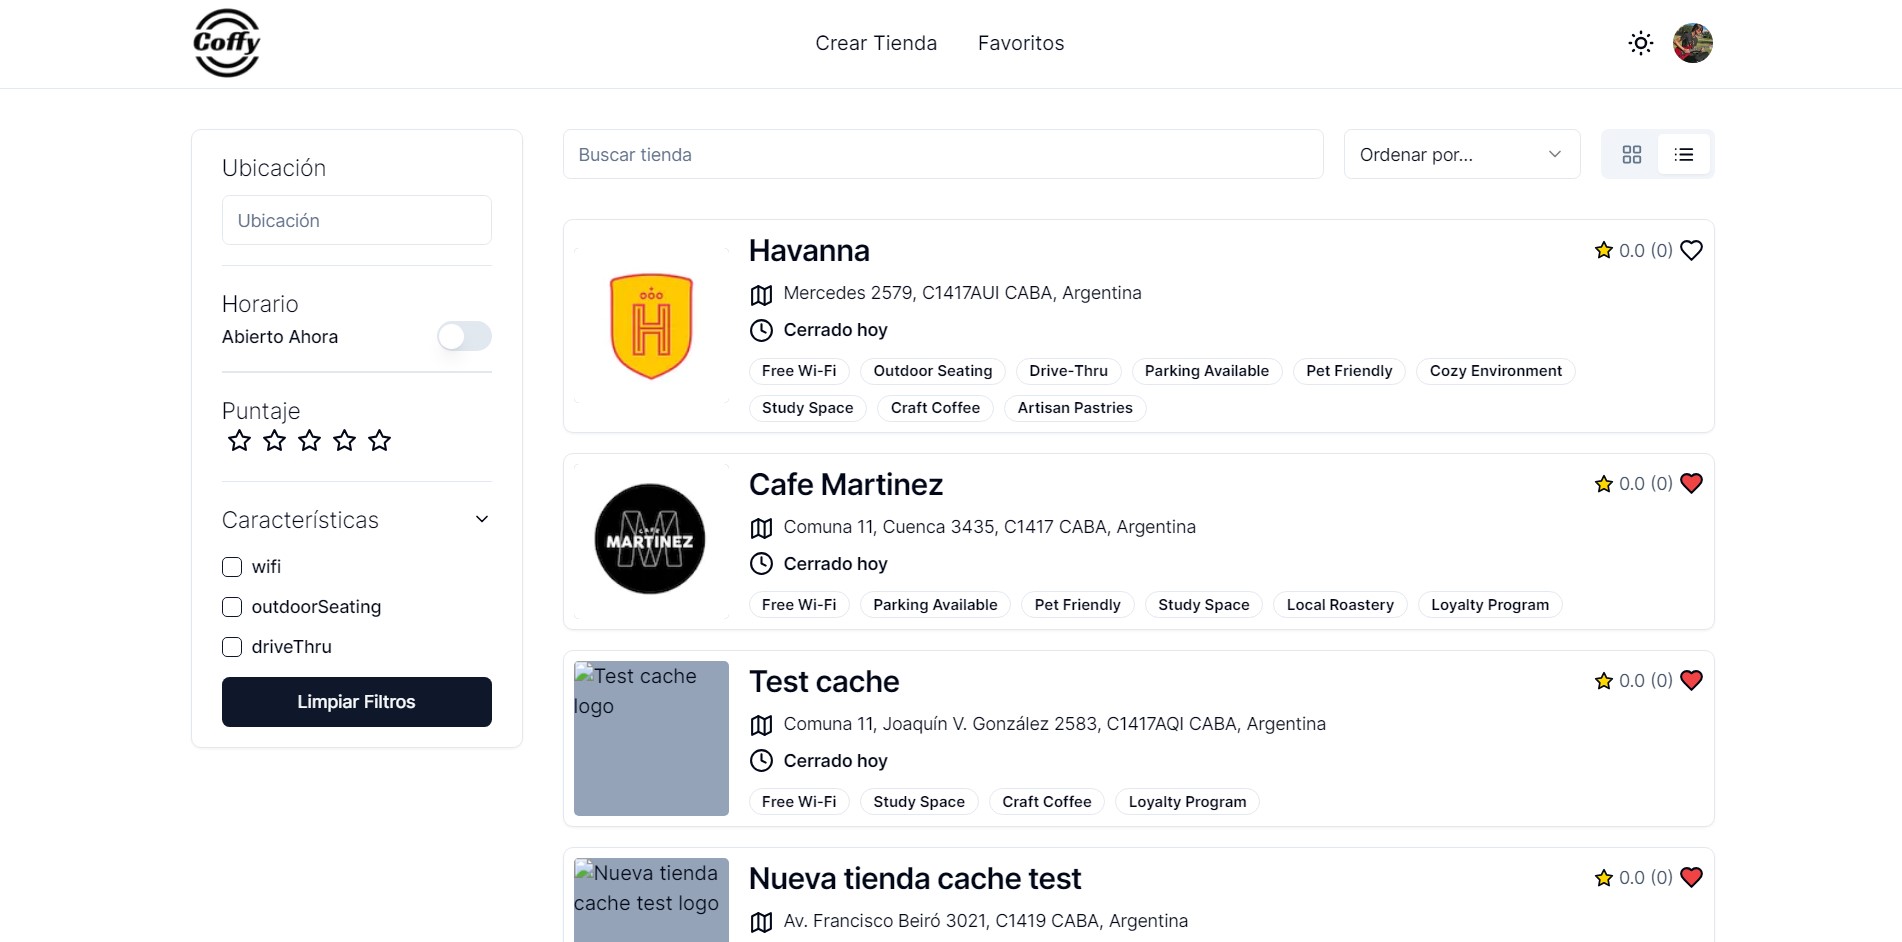 Coffy
Crear Tienda
Favoritos
Ubicación
Ubicación
Horario
Abierto Ahora
Puntaje
Características
wifi
outdoorSeating
driveThru
Limpiar Filtros
Buscar tienda
Ordenar por...
Havanna
0.0 (0)
H
Mercedes 2579, C1417AUI CABA, Argentina
Cerrado hoy
Free Wi-Fi
Outdoor Seating
Drive-Thru
Parking Available
Pet Friendly
Cozy Environment
Study Space
Craft Coffee
Artisan Pastries
Cafe Martinez
0.0 (0)
M
CAFE
MARTINEZ
Comuna 11, Cuenca 3435, C1417 CABA, Argentina
Cerrado hoy
Free Wi-Fi
Parking Available
Pet Friendly
Study Space
Local Roastery
Loyalty Program
Test cache
logo
Test cache
0.0 (0)
Comuna 11, Joaquín V. González 2583, C1417AQI CABA, Argentina
Cerrado hoy
Free Wi-Fi
Study Space
Craft Coffee
Loyalty Program
Nueva tienda
cache test logo
Nueva tienda cache test
0.0 (0)
Av. Francisco Beiró 3021, C1419 CABA, Argentina